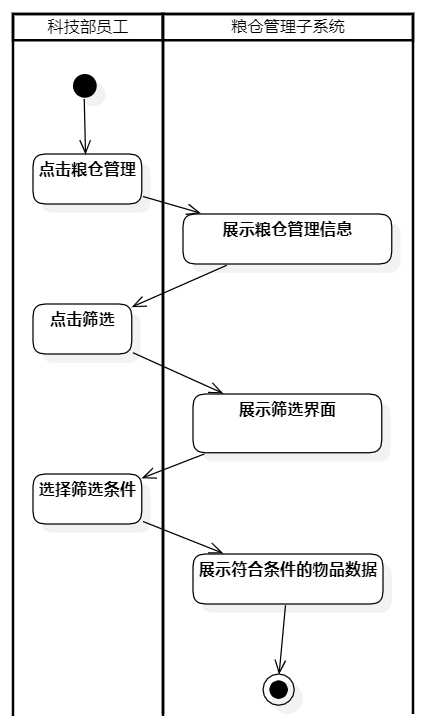 科技部员工
粮仓管理子系统
点击粮仓管理
展示粮仓管理信息
点击筛选
展示筛选界面
选择筛选条件
展示符合条件的物品数据